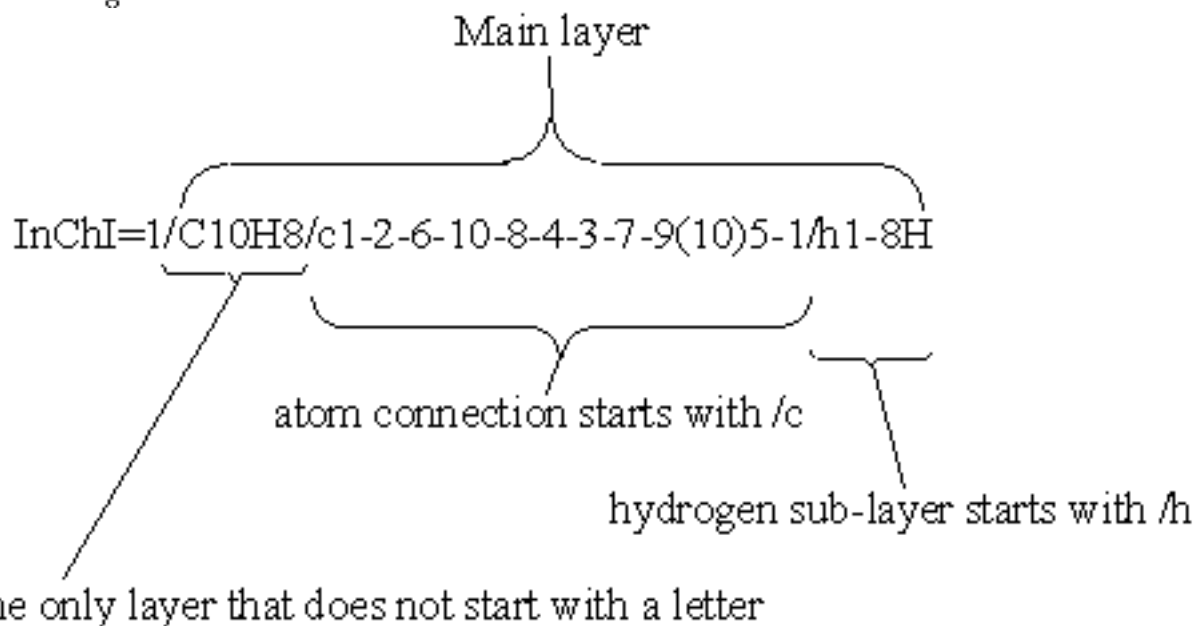 Main layer
InChI=1/C10H8/c1-2-6-10-8-4-3-7-9(10)5-1/h1-8H
atom connection starts with /c
hydrogen sub-layer starts with /h
only layer that does not start with a letter